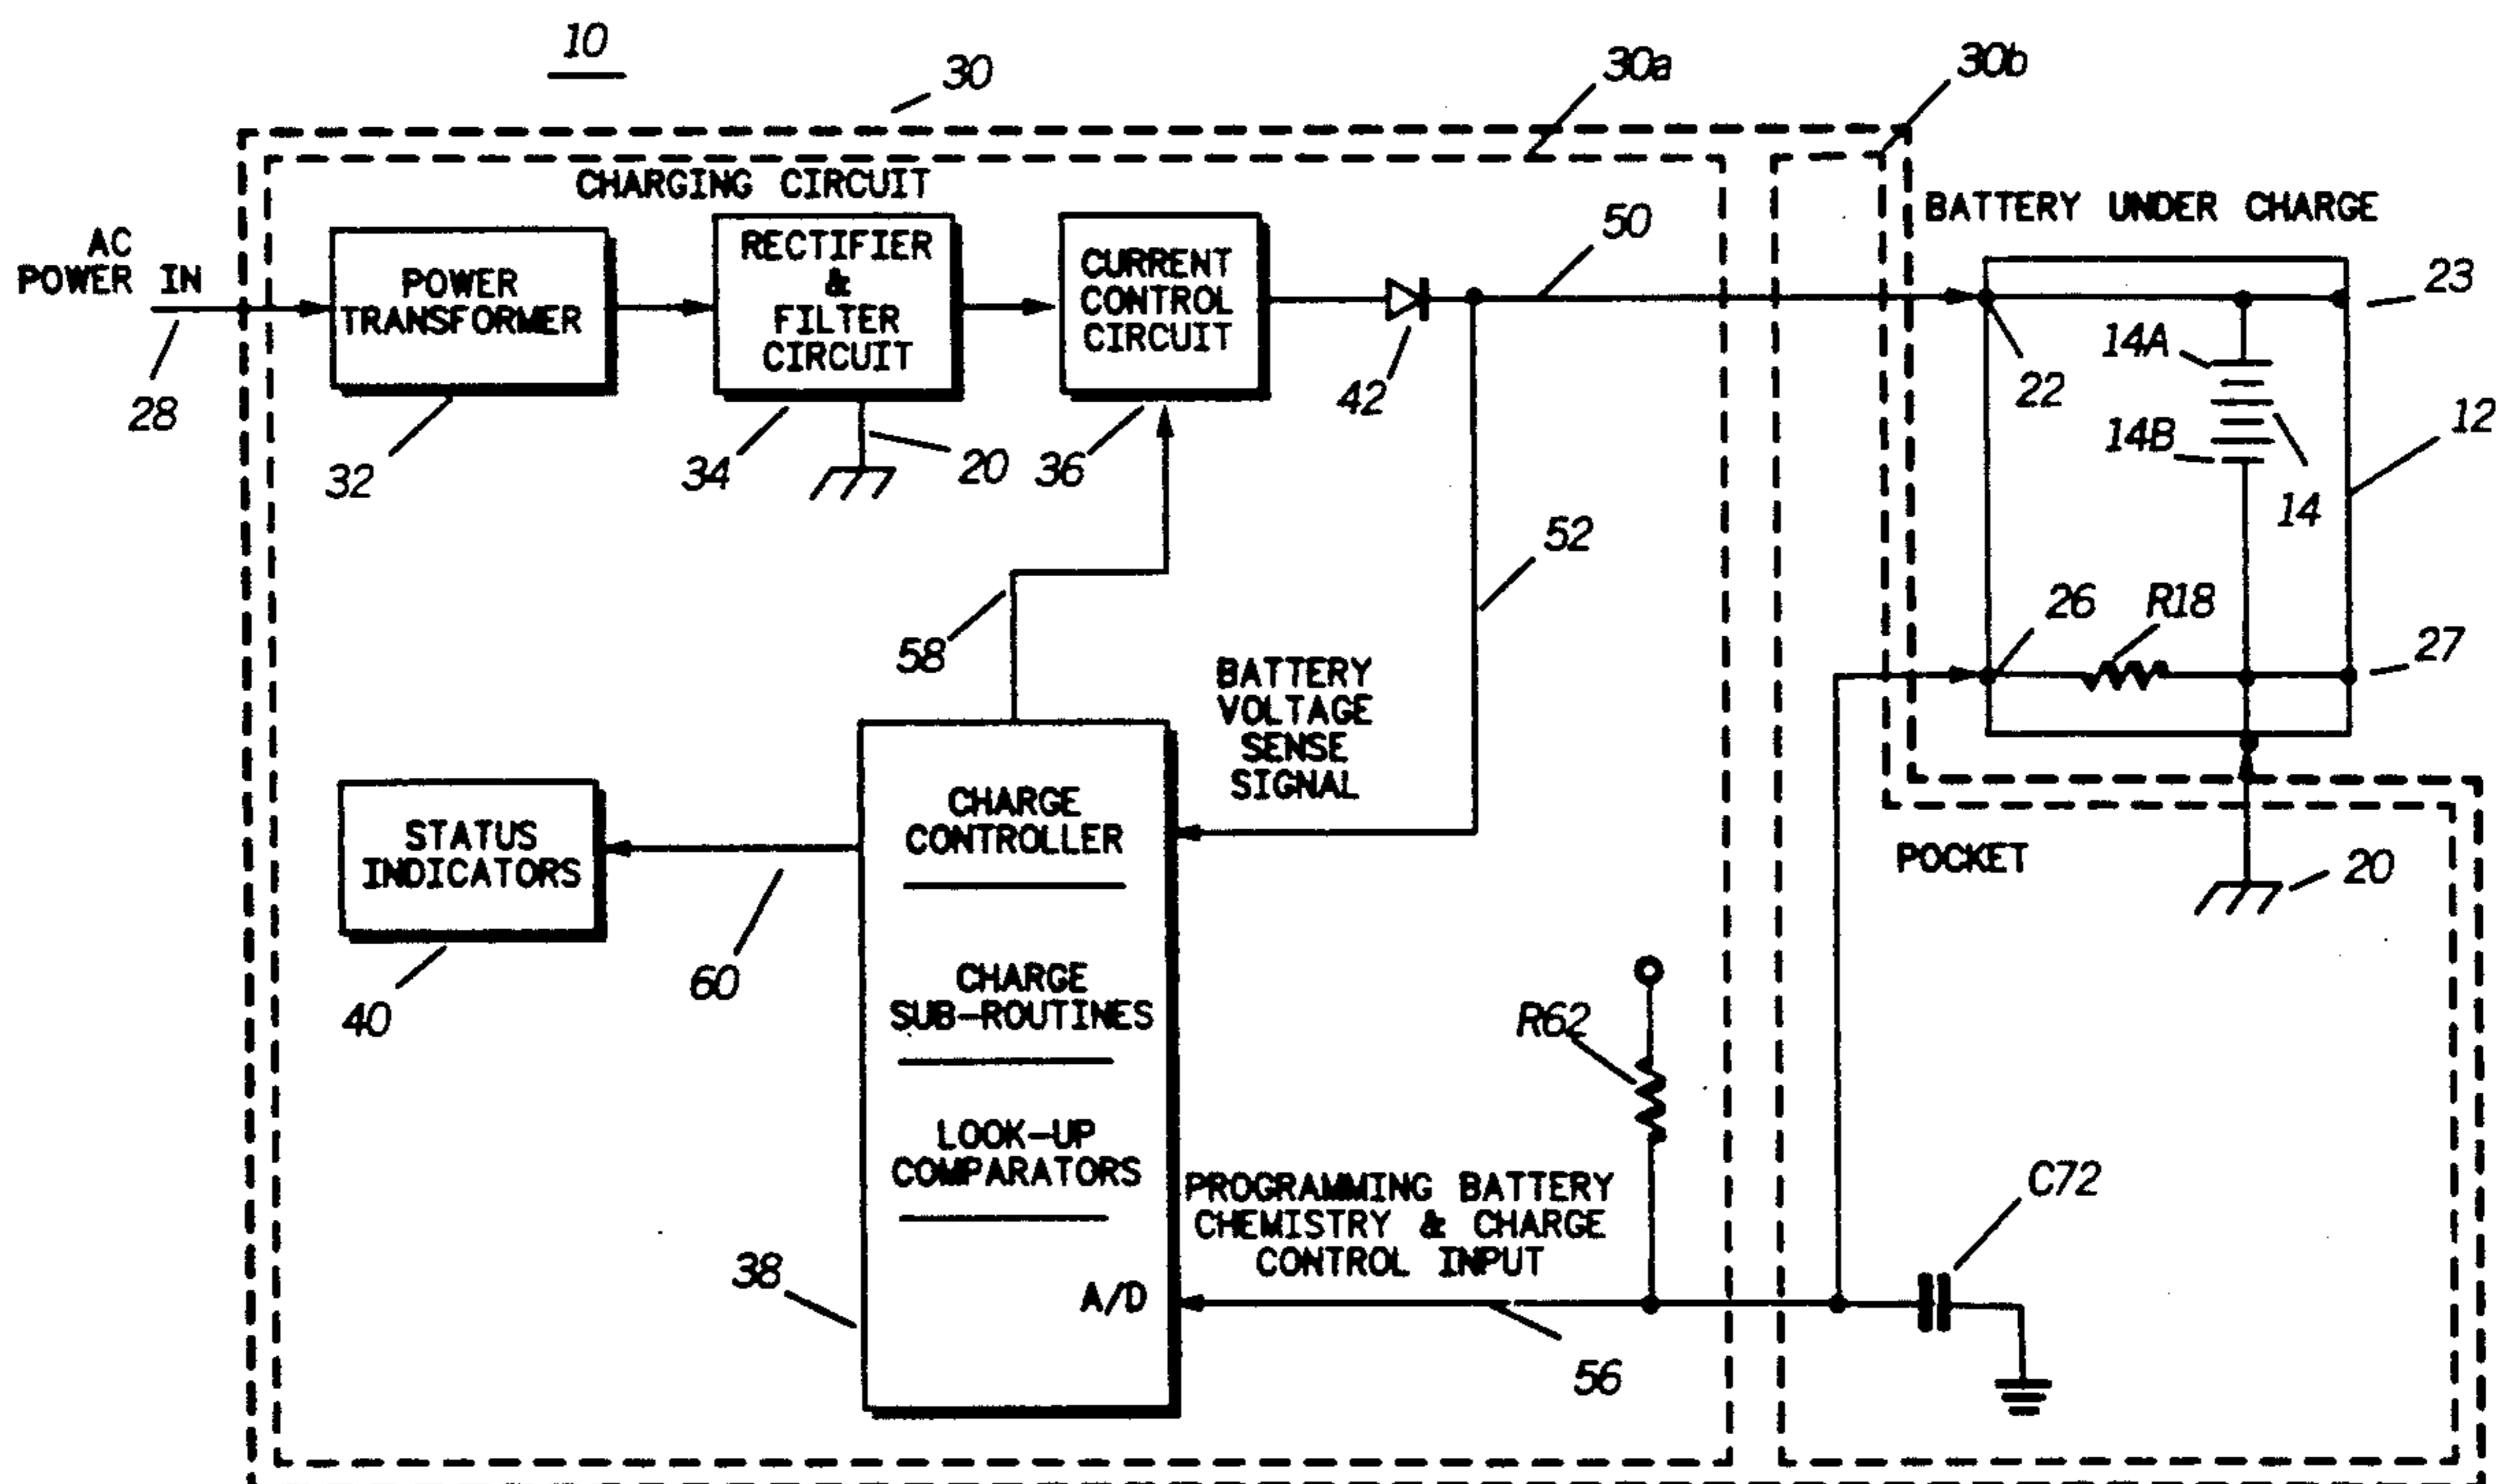 10
30
30a
30b
CHARGING CIRCUIT
BATTERY UNDER CHARGE
AC
POWER IN
28
POWER
TRANSFORMER
32
RECTIFIER
&
FILTER
CIRCUIT
34
20
CURRENT
CONTROL
CIRCUIT
36
42
50
52
22
23
14A
14B
14
12
26
R18
27
58
BATTERY
VOLTAGE
SENSE
SIGNAL
STATUS
INDICATORS
40
60
CHARGE
CONTROLLER
CHARGE
SUB-ROUTINES
LOOK-UP
COMPARATORS
A/D
38
POCKET
20
R62
PROGRAMMING BATTERY
CHEMISTRY & CHARGE
CONTROL INPUT
56
C72